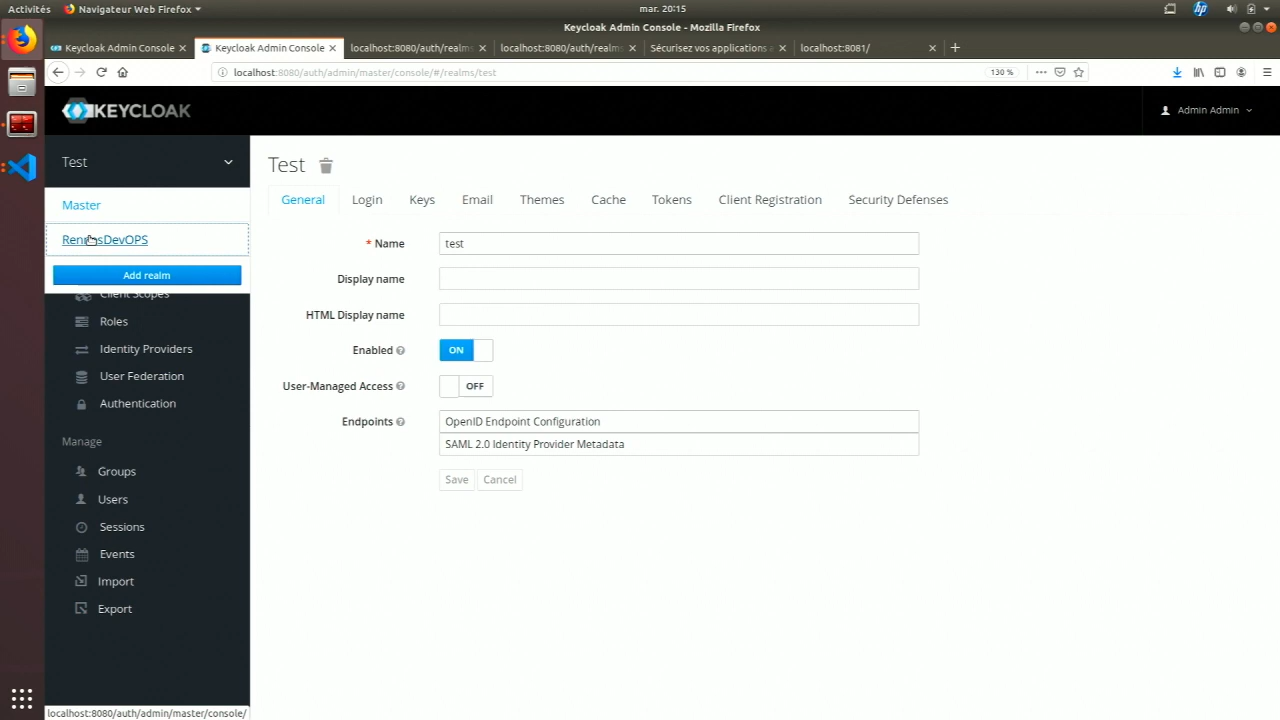 Activités Navigateur Web Firefox mar. 20:15
Keycloak Admin Console - Mozilla Firefox
Keycloak Admin Console Keycloak Admin Console localhost:8080/auth/realms localhost:8080/auth/realms Sécurisez vos applications localhost:8081/
localhost:8080/auth/admin/master/console/#/realms/test 130 %
KEYCLOAK Admin Admin
Test
Master
RennesDevOPS
Add realm
Client Scopes
Roles
Identity Providers
User Federation
Authentication
Manage
Groups
Users
Sessions
Events
Import
Export
Test
General Login Keys Email Themes Cache Tokens Client Registration Security Defenses
* Name test
Display name
HTML Display name
Enabled ON
User-Managed Access OFF
Endpoints OpenID Endpoint Configuration
SAML 2.0 Identity Provider Metadata
Save Cancel
localhost:8080/auth/admin/master/console/